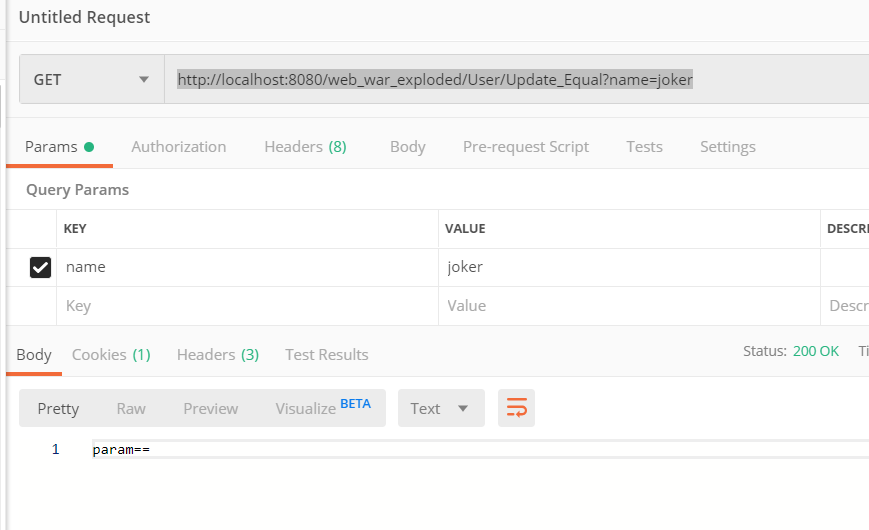 Untitled Request
GET http://localhost:8080/web_war_exploded/User/Update_Equal?name=joker
Params Authorization Headers (8) Body Pre-request Script Tests Settings
Query Params
KEY VALUE DESCRI
name joker
Key Value Descr
Body Cookies (1) Headers (3) Test Results Status: 200 OK Ti
Pretty Raw Preview Visualize BETA Text
1 param==